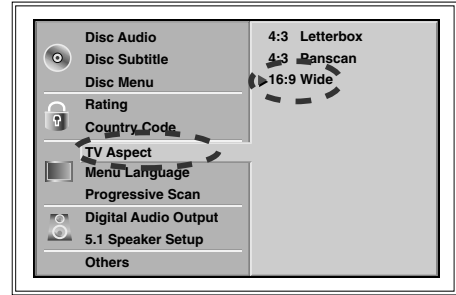 Disc Audio
Disc Subtitle
Disc Menu
Rating
Country Code
TV Aspect
Menu Language
Progressive Scan
Digital Audio Output
5.1 Speaker Setup
Others
4:3 Letterbox
4:3 Panscan
16:9 Wide